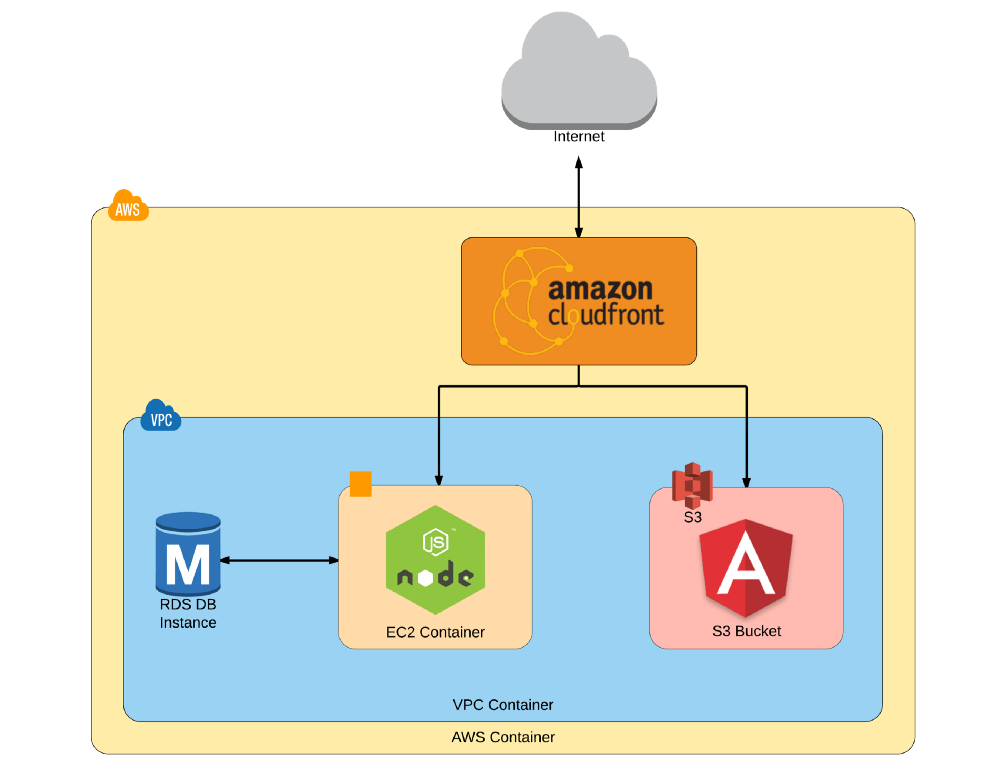 Internet
AWS
amazon
cloudfront
VPC
S3
JS
™
node
M
A
RDS DB
Instance
EC2 Container
S3 Bucket
VPC Container
AWS Container